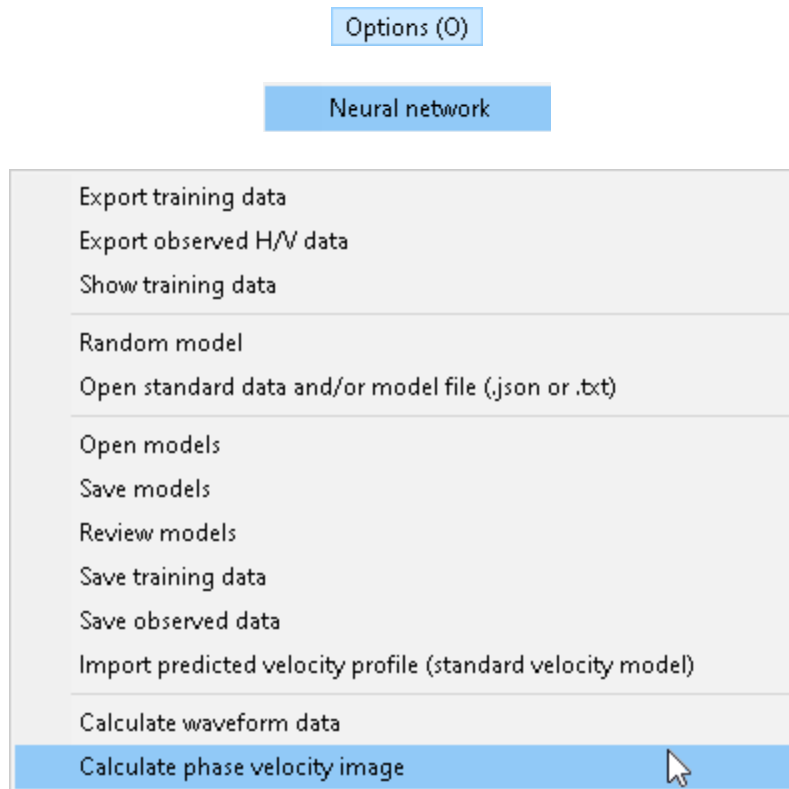 Options (O)
Neural network
Export training data
Export observed H/V data
Show training data
Random model
Open standard data and/or model file (.json or .txt)
Open models
Save models
Review models
Save training data
Save observed data
Import predicted velocity profile (standard velocity model)
Calculate waveform data
Calculate phase velocity image